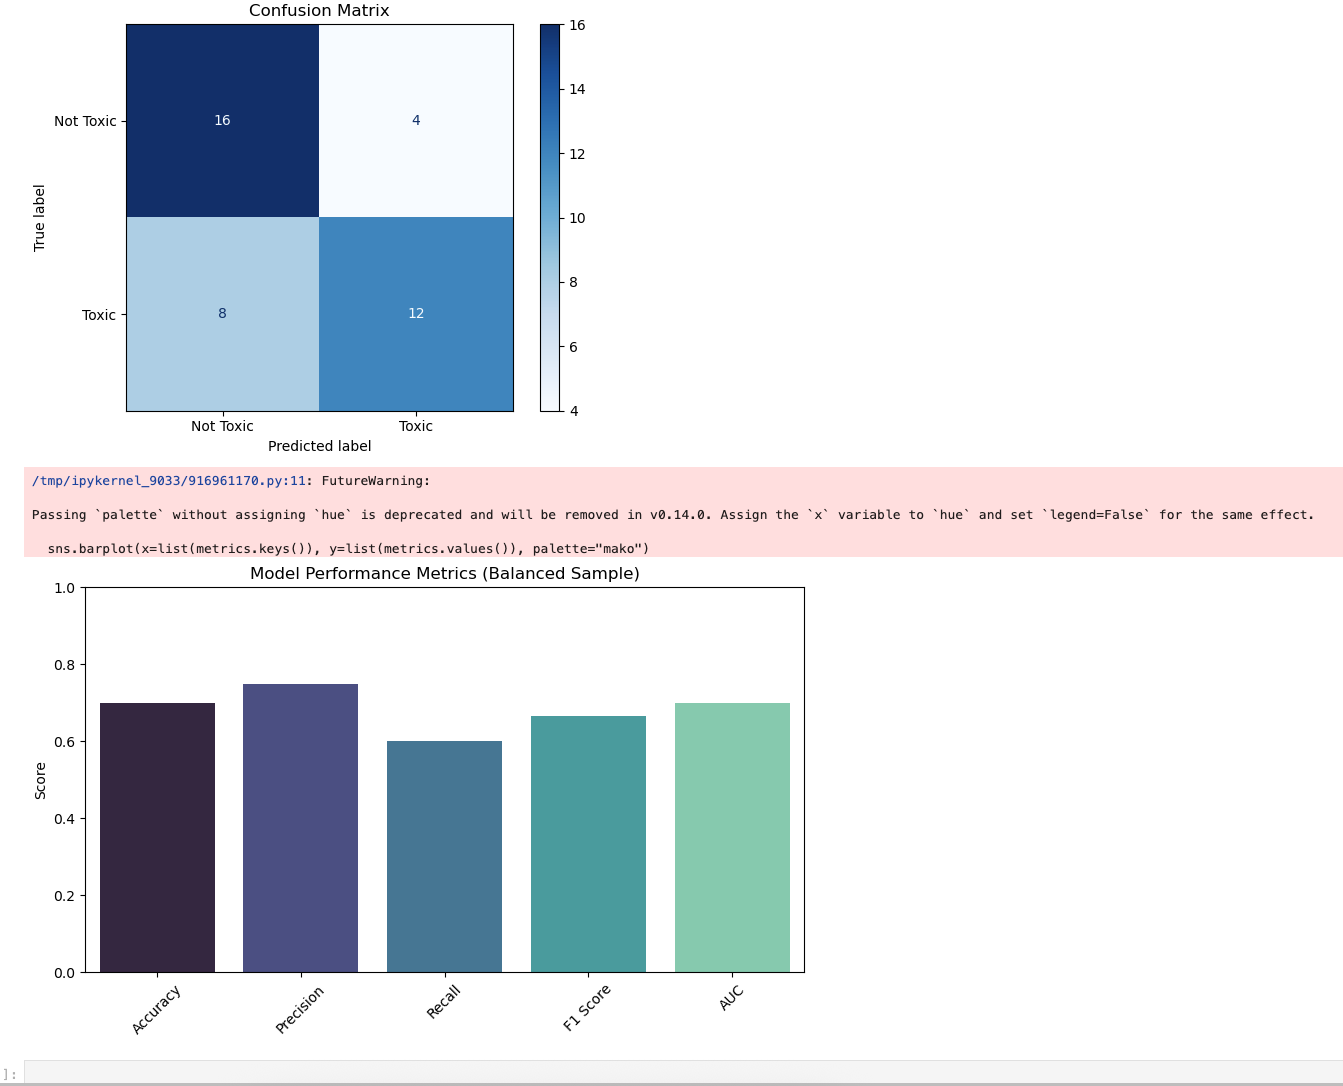 Confusion Matrix
16
14
12
10
8
6
4
Not Toxic
16
4
True label
Toxic
8
12
Not Toxic
Toxic
Predicted label
/tmp/ipykernel_9033/916961170.py:11: FutureWarning:
Passing `palette` without assigning `hue` is deprecated and will be removed in v0.14.0. Assign the `x` variable to `hue` and set `legend=False` for the same effect.
sns.barplot(x=list(metrics.keys()), y=list(metrics.values()), palette="mako")
Model Performance Metrics (Balanced Sample)
1.0
0.8
0.6
0.4
0.2
0.0
Score
Accuracy
Precision
Recall
F1 Score
AUC
]: